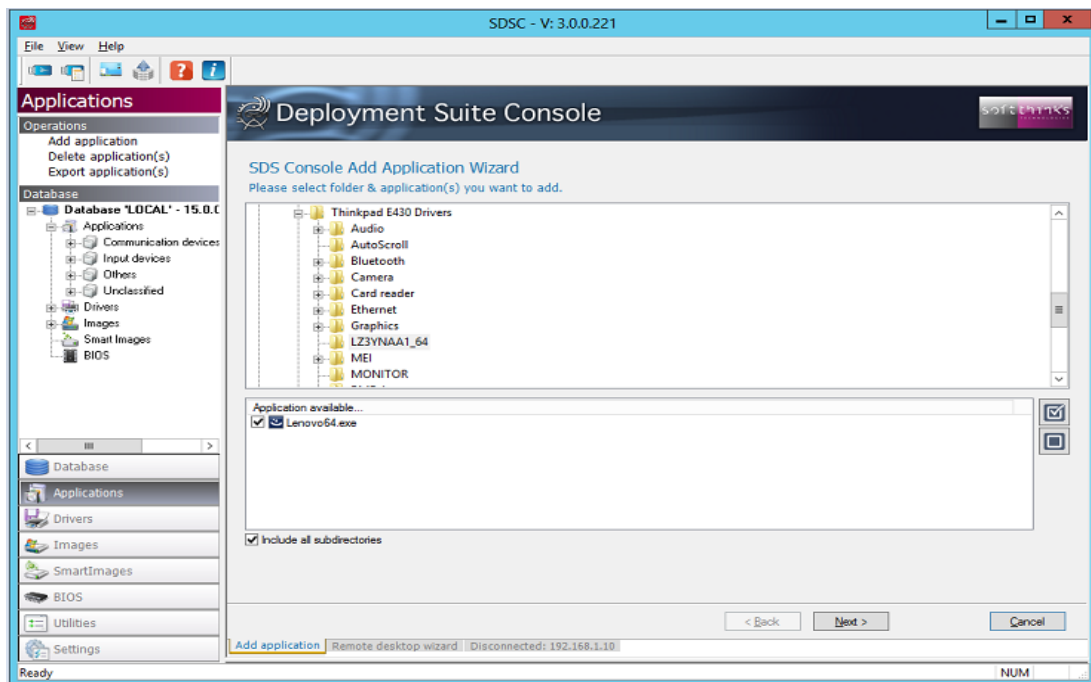 SDSC - V: 3.0.0.221
File View Help
Applications
Operations
Add application
Delete application(s)
Export application(s)
Database
Database 'LOCAL' - 15.0.0
Applications
Communication devices
Input devices
Others
Unclassified
Drivers
Images
Smart Images
BIOS
Database
Applications
Drivers
Images
SmartImages
BIOS
Utilities
Settings
Deployment Suite Console
softthinks
SDS Console Add Application Wizard
Please select folder & application(s) you want to add.
Thinkpad E430 Drivers
Audio
AutoScroll
Bluetooth
Camera
Card reader
Ethernet
Graphics
LZ3YNAA1_64
MEI
MONITOR
Application available...
Lenovo64.exe
Include all subdirectories
< Back Next > Cancel
Add application Remote desktop wizard Disconnected: 192.168.1.10
Ready NUM